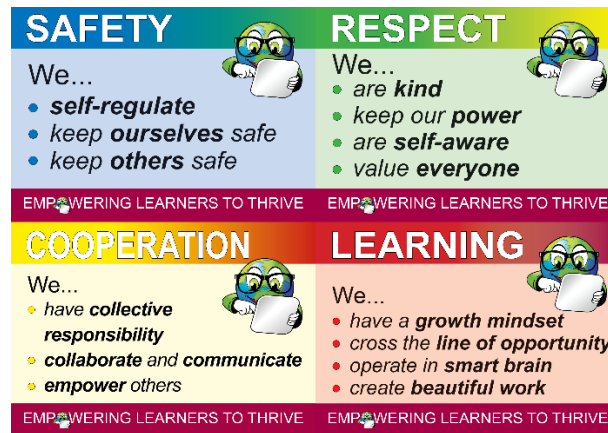 SAFETY
We...
• self-regulate
• keep ourselves safe
• keep others safe
EMPOWERING LEARNERS TO THRIVE
RESPECT
We...
• are kind
• keep our power
• are self-aware
• value everyone
EMPOWERING LEARNERS TO THRIVE
COOPERATION
We...
• have collective
responsibility
• collaborate and communicate
• empower others
EMPOWERING LEARNERS TO THRIVE
LEARNING
We...
• have a growth mindset
• cross the line of opportunity
• operate in smart brain
• create beautiful work
EMPOWERING LEARNERS TO THRIVE